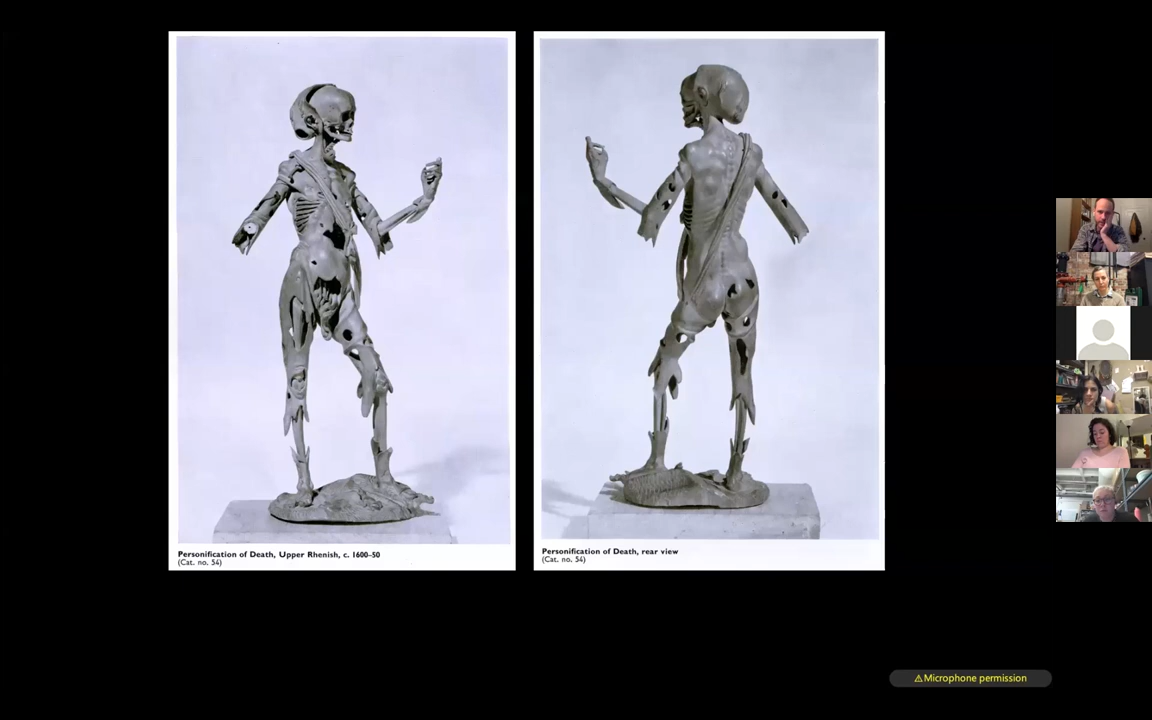 Personification of Death, Upper Rhenish, c. 1600-50
(Cat. no. 54)
Personification of Death, rear view
(Cat. no. 54)
⚠Microphone permission